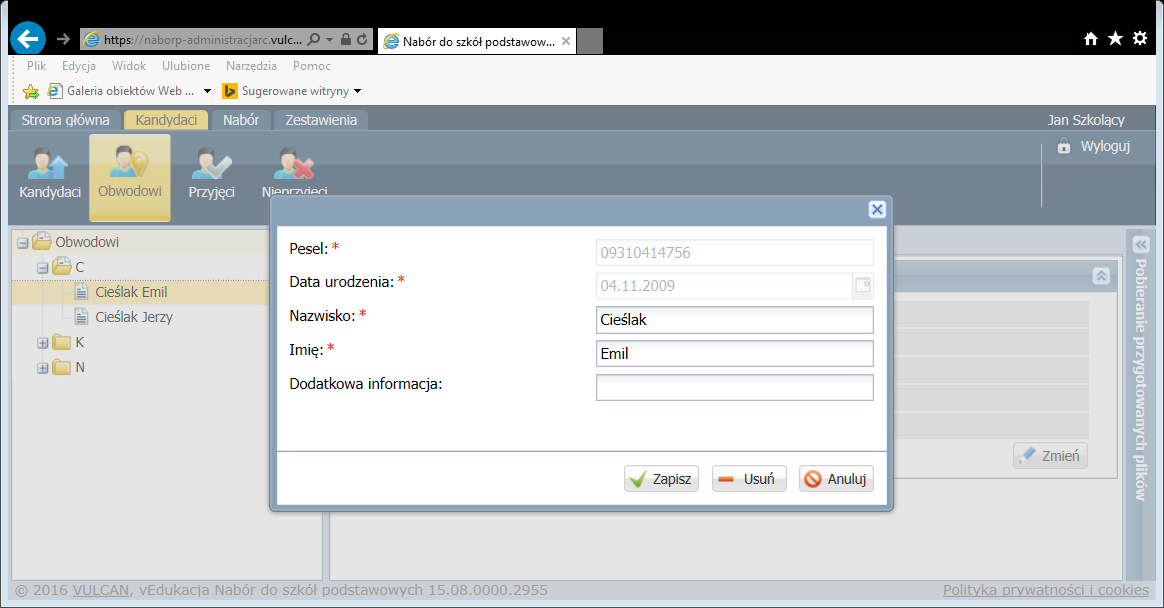 https://naborp-administracjarc.vulc...
Nabór do szkół podstawow...
Plik Edycja Widok Ulubione Narzędzia Pomoc
Galeria obiektów Web ... Sugerowane witryny
Strona główna Kandydaci Nabór Zestawienia Jan Szkolący
Wyloguj
Kandydaci Obwodowi Przyjęci Nieprzyjęci
Obwodowi
C
Cieślak Emil
Cieślak Jerzy
K
N
Pesel: * 09310414756
Data urodzenia: * 04.11.2009
Nazwisko: * Cieślak
Imię: * Emil
Dodatkowa informacja:
Zapisz Usuń Anuluj
Zmień
Pobieranie przygotowanych plików
© 2016 VULCAN, vEdukacja Nabór do szkół podstawowych 15.08.0000.2955 Polityka prywatności i cookies